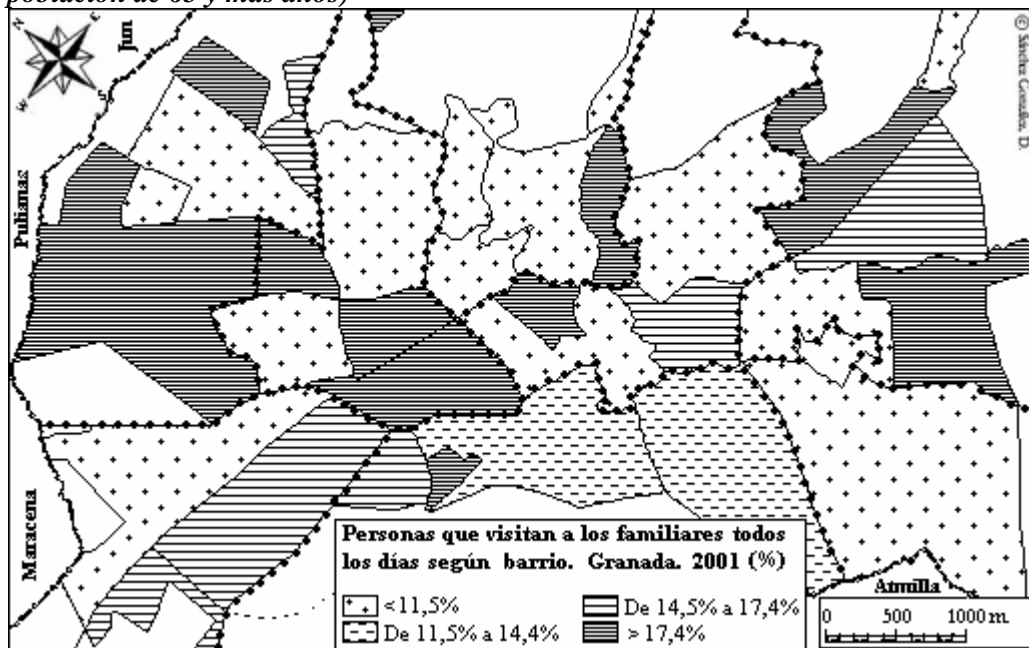 población de 65 y más años)
N
E
W
S
Jun
© Sánchez González, D.
Pulianas
Maracena
Personas que visitan a los familiares todos
los días según barrio. Granada. 2001 (%)
<11,5%
De 14,5% a 17,4%
De 11,5% a 14,4%
> 17,4%
Armilla
0 500 1000 m.